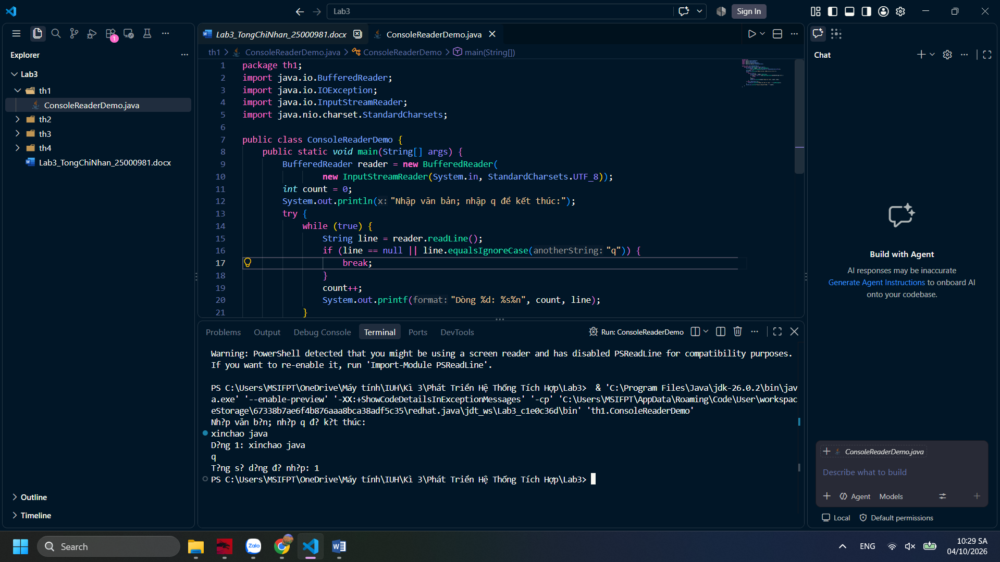 Lab3
Sign In
Explorer
Lab3
th1
ConsoleReaderDemo.java
th2
th3
th4
Lab3_TongChiNhan_25000981.docx
Outline
Timeline
1
Lab3_TongChiNhan_25000981.docx
ConsoleReaderDemo.java
th1 > ConsoleReaderDemo.java > ConsoleReaderDemo > main(String[])
1 package th1;
2 import java.io.BufferedReader;
3 import java.io.IOException;
4 import java.io.InputStreamReader;
5 import java.nio.charset.StandardCharsets;
6
7 public class ConsoleReaderDemo {
8 public static void main(String[] args) {
9 BufferedReader reader = new BufferedReader(
10 new InputStreamReader(System.in, StandardCharsets.UTF_8));
11 int count = 0;
12 System.out.println(x: "Nhập văn bản; nhập q để kết thúc:");
13 try {
14 while (true) {
15 String line = reader.readLine();
16 if (line == null || line.equalsIgnoreCase(anotherString: "q")) {
17 break;
18 }
19 count++;
20 System.out.printf(format: "Dòng %d: %s%n", count, line);
21 }
Problems Output Debug Console Terminal Ports DevTools
Run: ConsoleReaderDemo
Warning: PowerShell detected that you might be using a screen reader and has disabled PSReadLine for compatibility purposes.
If you want to re-enable it, run 'Import-Module PSReadLine'.
PS C:\Users\MSIFPT\OneDrive\Máy tính\IUH\Kì 3\Phát Triển Hệ Thống Tích Hợp\Lab3>  & 'C:\Program Files\Java\jdk-26.0.2\bin\jav
a.exe' '--enable-preview' '-XX:+ShowCodeDetailsInExceptionMessages' '-cp' 'C:\Users\MSIFPT\AppData\Roaming\Code\User\workspac
eStorage\67338b7ae6f4b876aaa8bca38adf5c35\redhat.java\jdt_ws\Lab3_c1e0c36d\bin' 'th1.ConsoleReaderDemo'
Nh?p văn b?n; nh?p q đ? k?t thúc:
xinchao java
D?ng 1: xinchao java
q
T?ng s? d?ng đ? nh?p: 1
PS C:\Users\MSIFPT\OneDrive\Máy tính\IUH\Kì 3\Phát Triển Hệ Thống Tích Hợp\Lab3>
Chat
Build with Agent
AI responses may be inaccurate
Generate Agent Instructions to onboard AI
onto your codebase.
ConsoleReaderDemo.java
Describe what to build
Agent Models
Local Default permissions
Search
Zalo
ENG
10:29 SA
04/10/2026